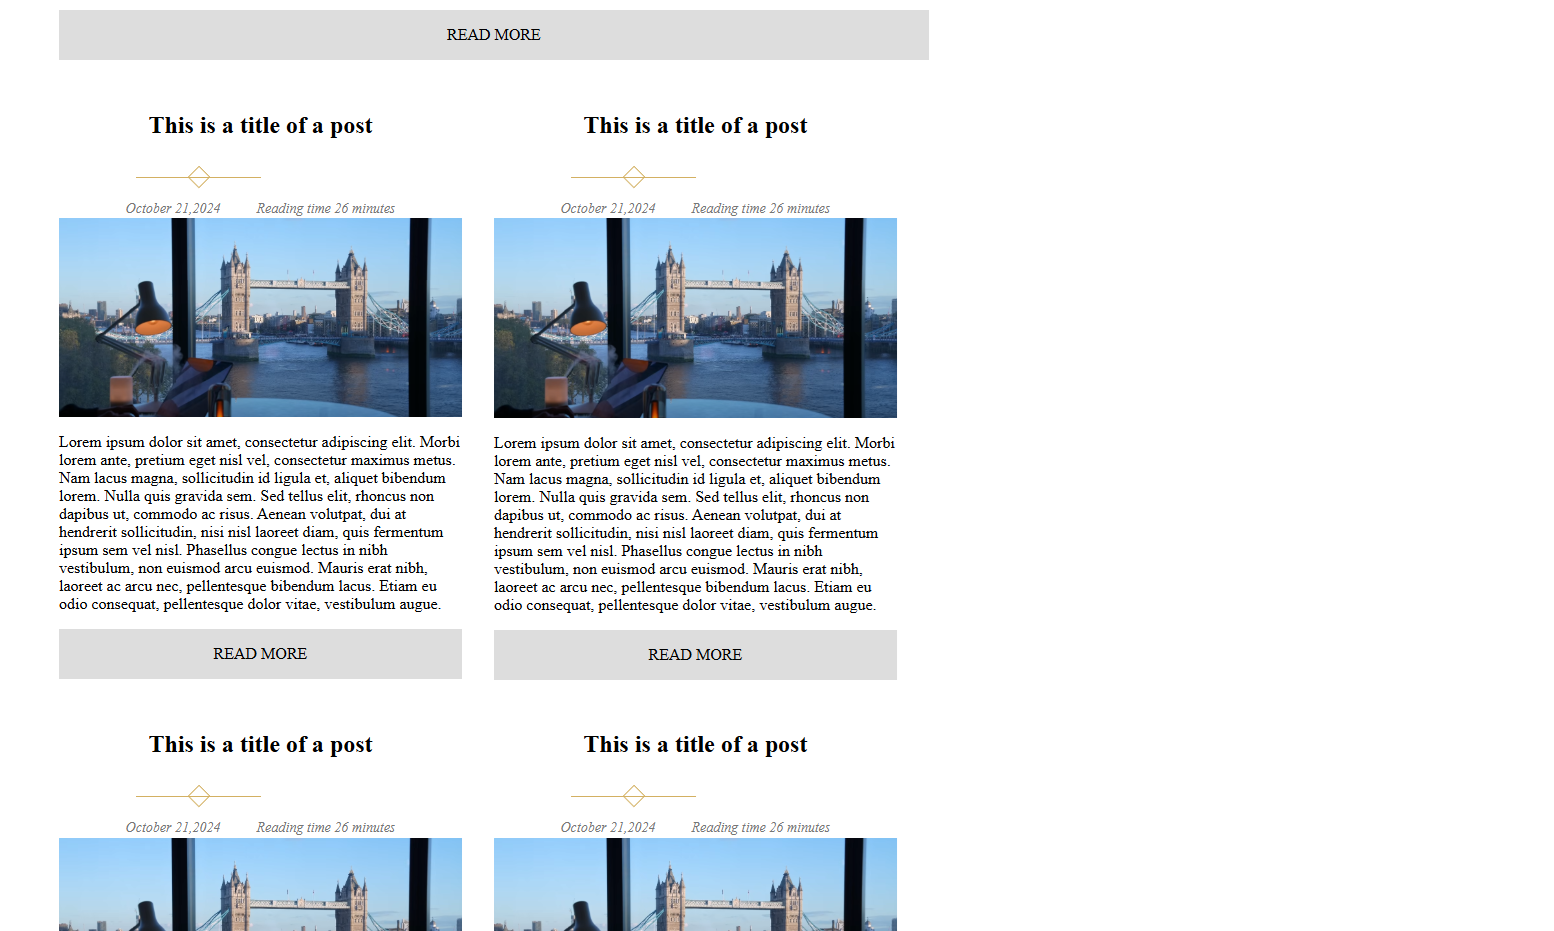 READ MORE
This is a title of a post
October 21,2024 Reading time 26 minutes
Lorem ipsum dolor sit amet, consectetur adipiscing elit. Morbi
lorem ante, pretium eget nisl vel, consectetur maximus metus.
Nam lacus magna, sollicitudin id ligula et, aliquet bibendum
lorem. Nulla quis gravida sem. Sed tellus elit, rhoncus non
dapibus ut, commodo ac risus. Aenean volutpat, dui at
hendrerit sollicitudin, nisi nisl laoreet diam, quis fermentum
ipsum sem vel nisl. Phasellus congue lectus in nibh
vestibulum, non euismod arcu euismod. Mauris erat nibh,
laoreet ac arcu nec, pellentesque bibendum lacus. Etiam eu
odio consequat, pellentesque dolor vitae, vestibulum augue.
READ MORE
This is a title of a post
October 21,2024 Reading time 26 minutes
Lorem ipsum dolor sit amet, consectetur adipiscing elit. Morbi
lorem ante, pretium eget nisl vel, consectetur maximus metus.
Nam lacus magna, sollicitudin id ligula et, aliquet bibendum
lorem. Nulla quis gravida sem. Sed tellus elit, rhoncus non
dapibus ut, commodo ac risus. Aenean volutpat, dui at
hendrerit sollicitudin, nisi nisl laoreet diam, quis fermentum
ipsum sem vel nisl. Phasellus congue lectus in nibh
vestibulum, non euismod arcu euismod. Mauris erat nibh,
laoreet ac arcu nec, pellentesque bibendum lacus. Etiam eu
odio consequat, pellentesque dolor vitae, vestibulum augue.
READ MORE
This is a title of a post
October 21,2024 Reading time 26 minutes
This is a title of a post
October 21,2024 Reading time 26 minutes